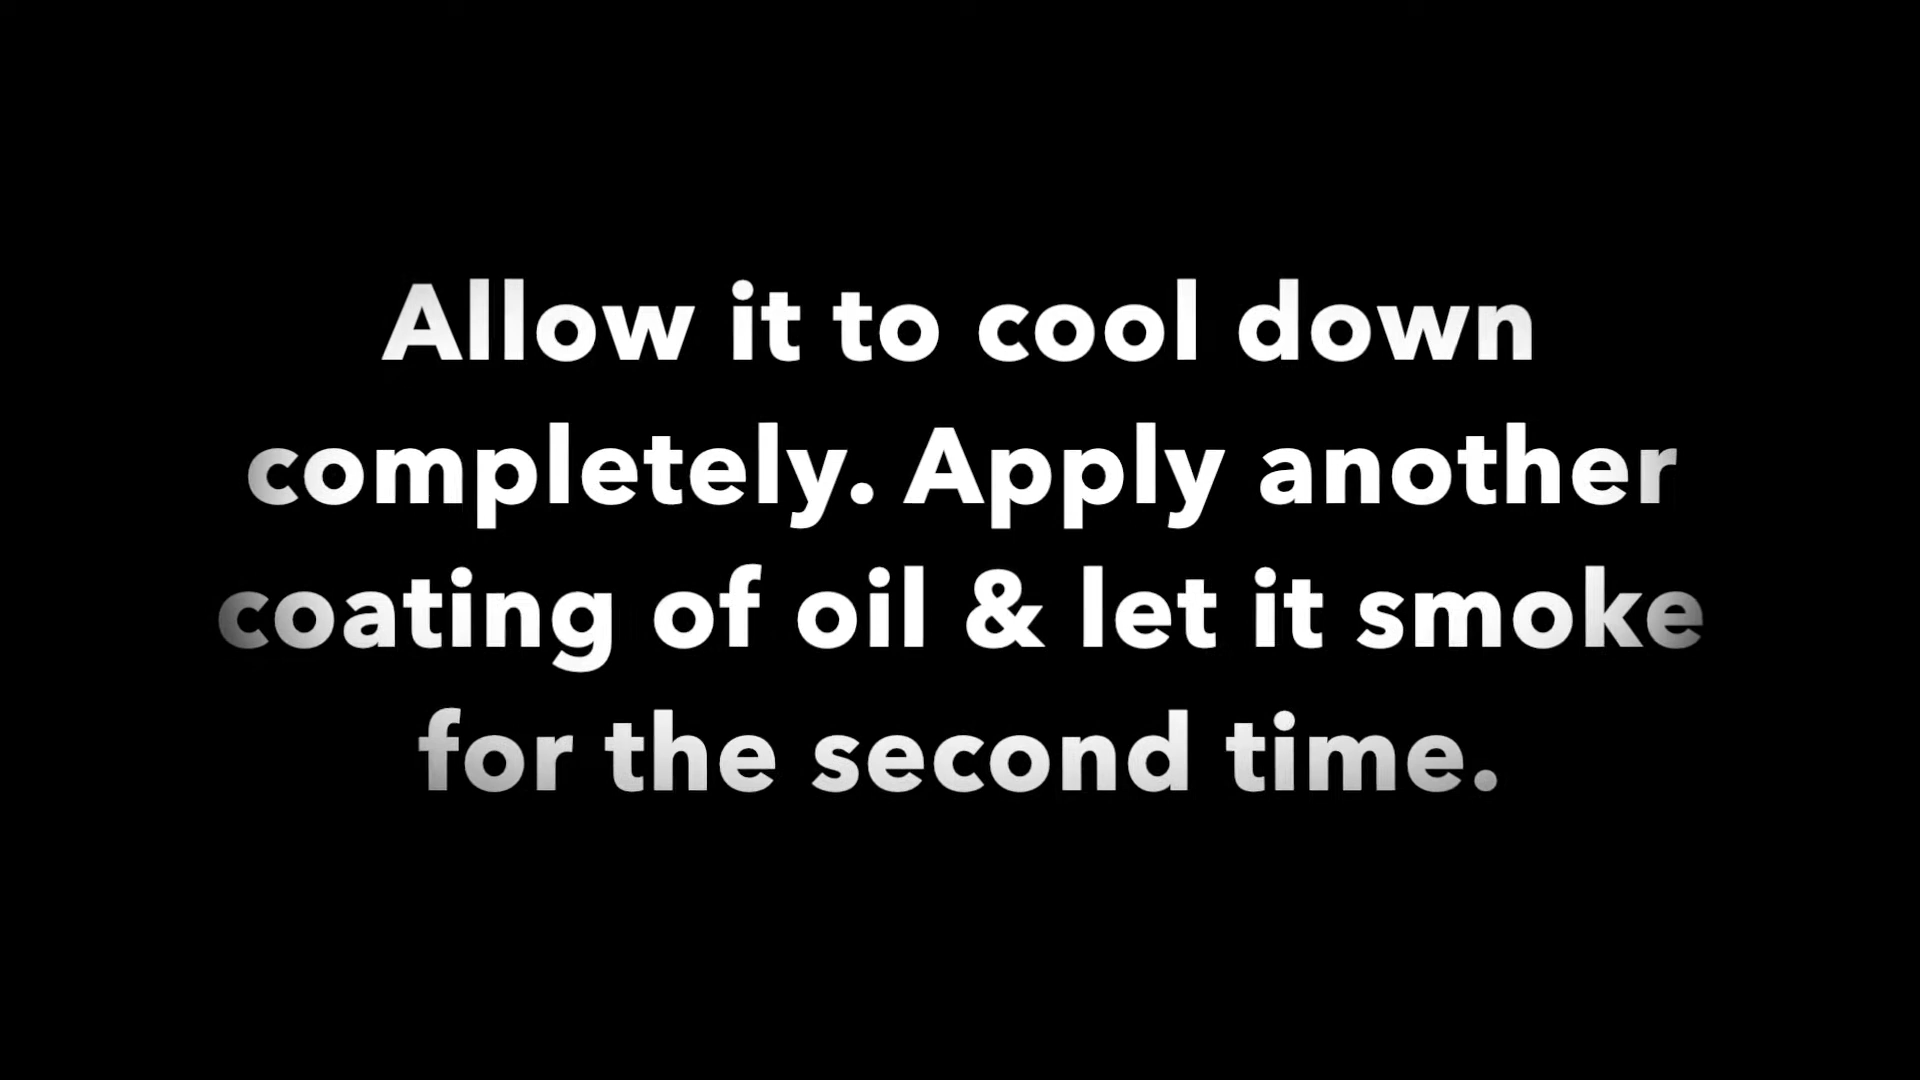 Allow it to cool down
completely. Apply another
coating of oil & let it smoke
for the second time.